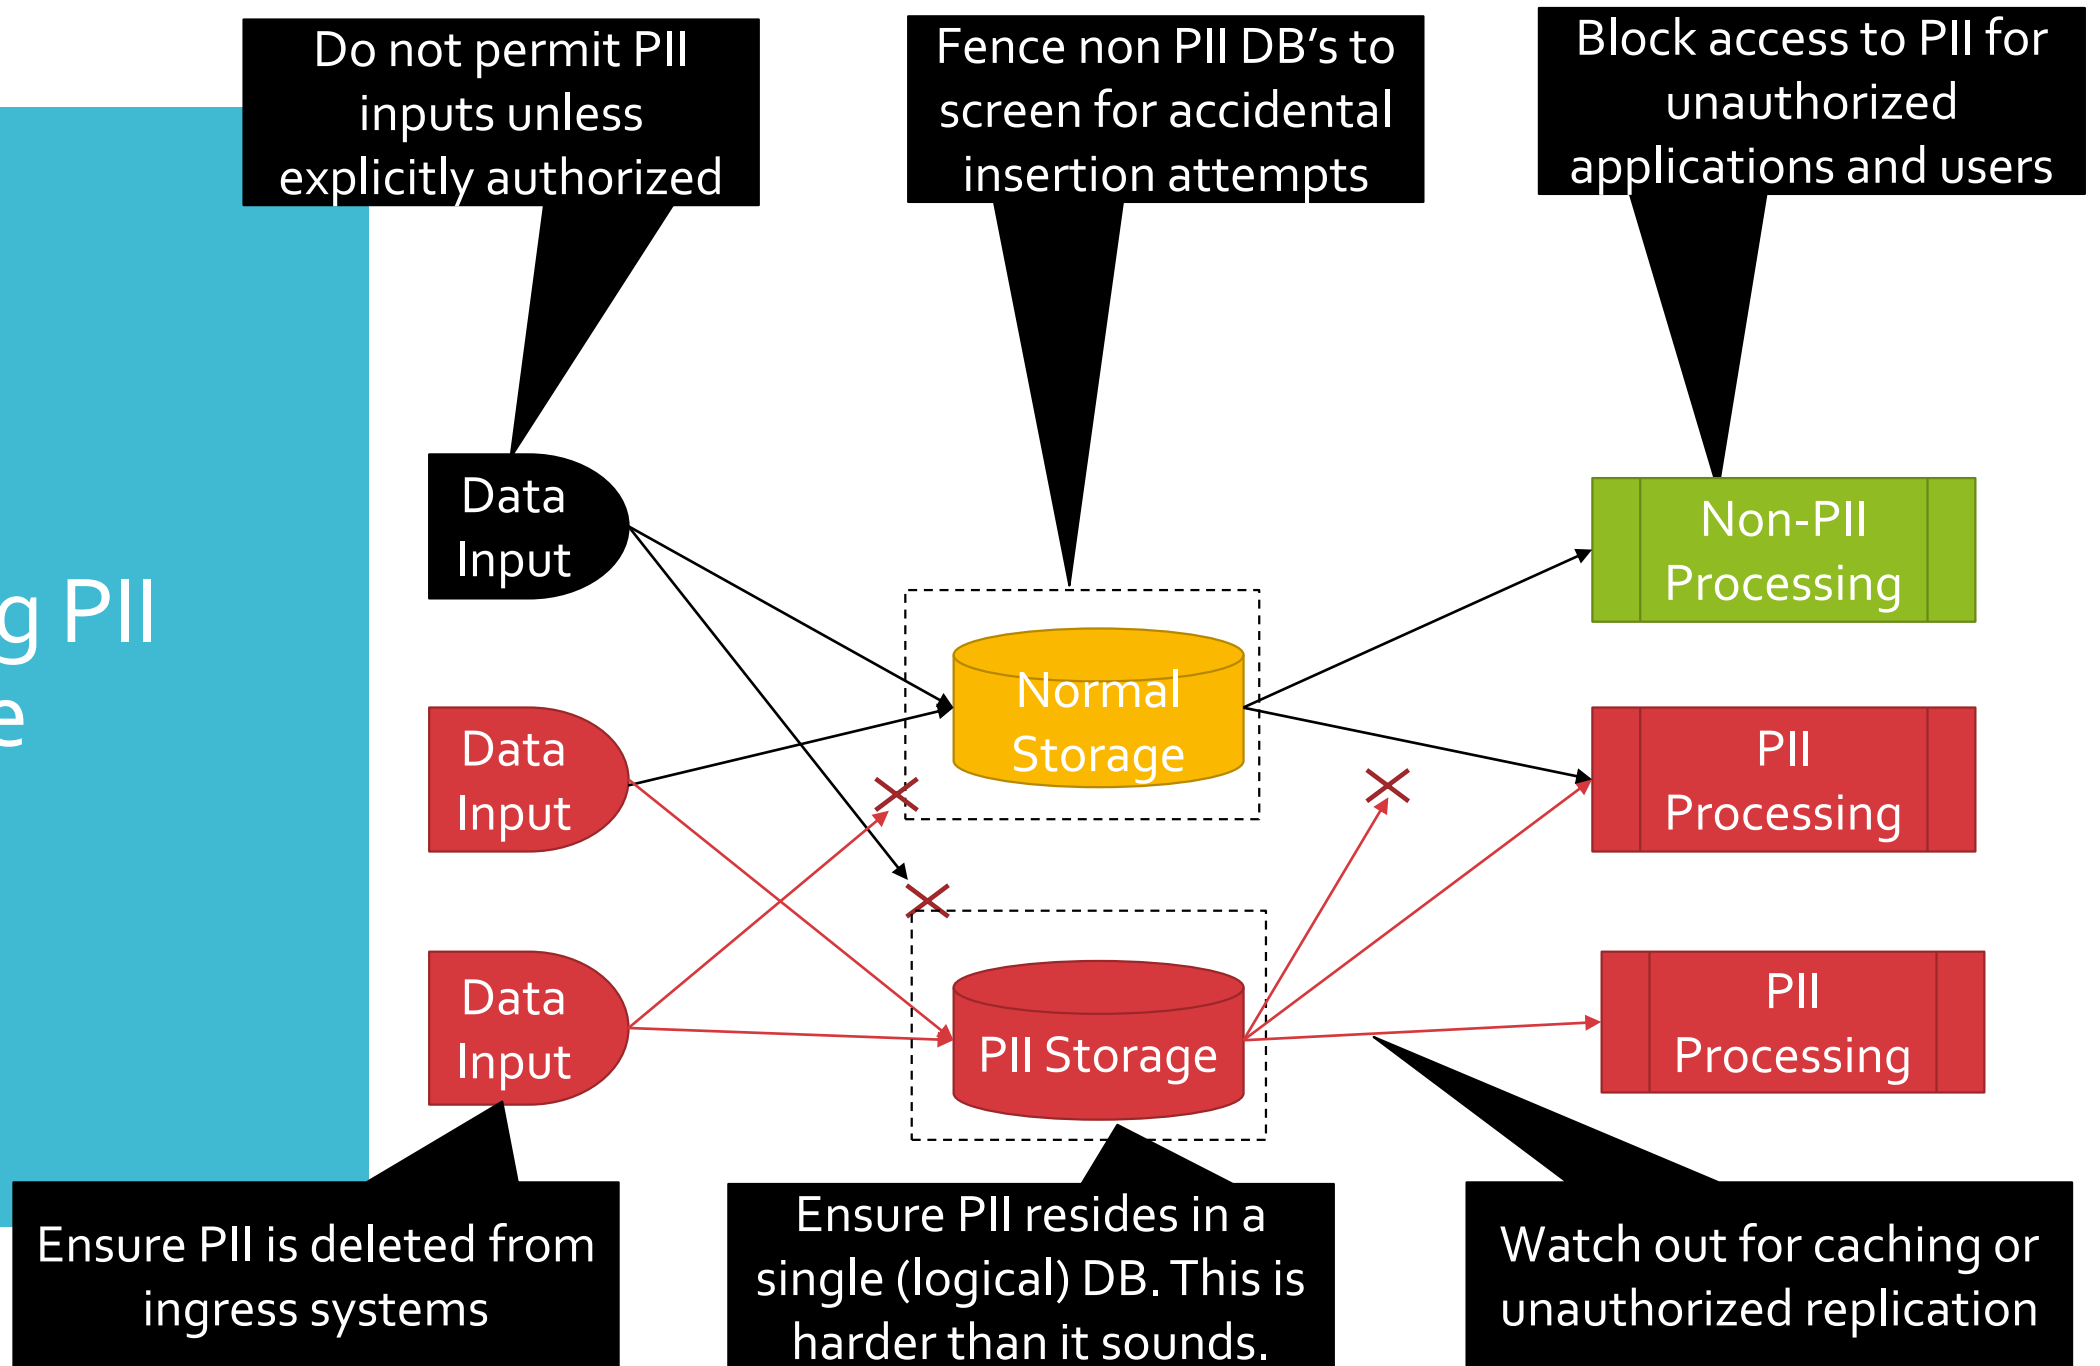 Do not permit PII
inputs unless
explicitly authorized
Fence non PII DB's to
screen for accidental
insertion attempts
Block access to PII for
unauthorized
applications and users
g PII
e
Data
Input
Data
Input
Data
Input
Normal
Storage
PII Storage
Non-PII
Processing
PII
Processing
PII
Processing
Ensure PII is deleted from
ingress systems
Ensure PII resides in a
single (logical) DB. This is
harder than it sounds.
Watch out for caching or
unauthorized replication